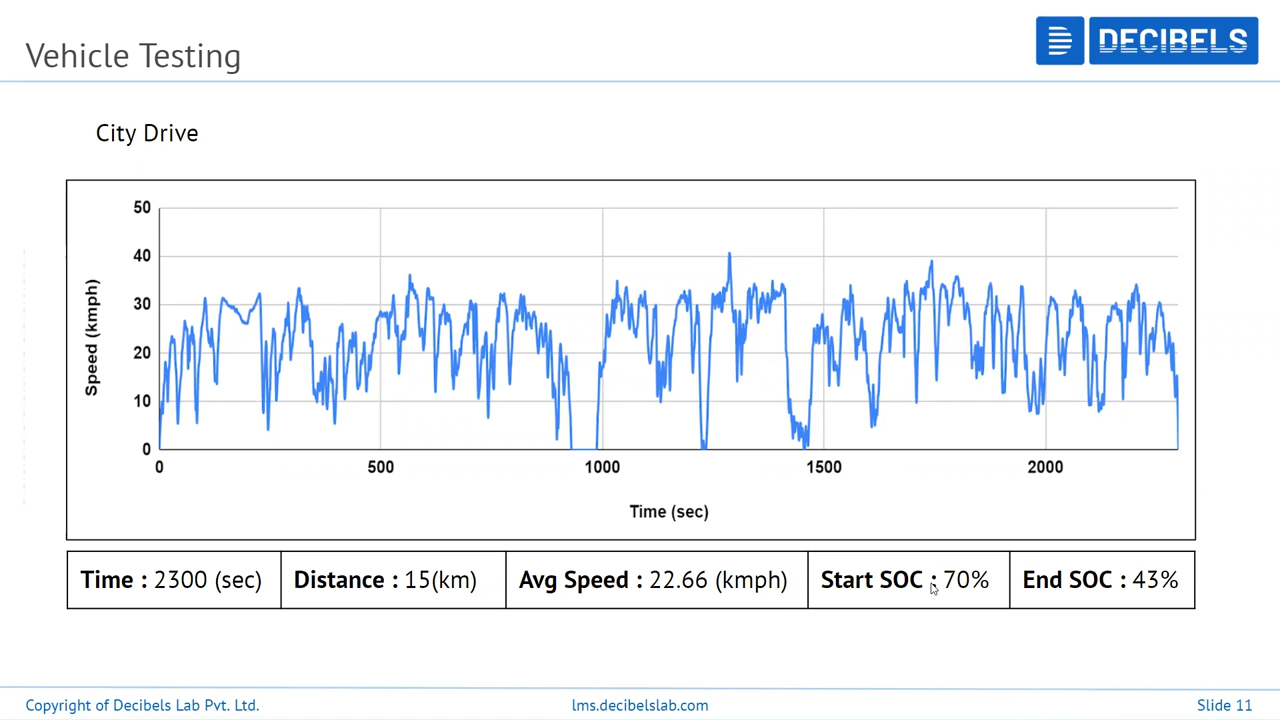 Vehicle Testing
DECIBELS
City Drive
50
40
30
20
10
0
Speed (kmph)
0 500 1000 1500 2000
Time (sec)
Time : 2300 (sec) Distance : 15(km) Avg Speed : 22.66 (kmph) Start SOC : 70% End SOC : 43%
Copyright of Decibels Lab Pvt. Ltd. lms.decibelslab.com Slide 11